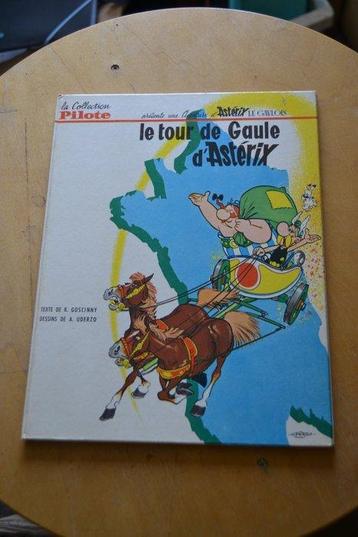 la Collection
Pilote
présente une Aventure d'Astérix LE GAULOIS
le tour de Gaule
d'Astérix
TEXTE DE R. GOSCINNY
DESSINS DE A. UDERZO